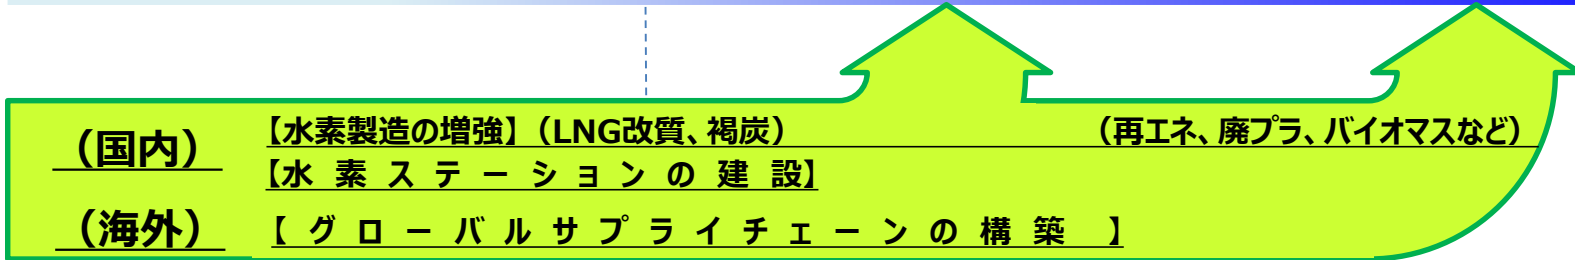 (国内) 【水素製造の増強】(LNG改質、褐炭) (再エネ、廃プラ、バイオマスなど)
【水素ステーションの建設】
(海外) 【グローバルサプライチェーンの構築】